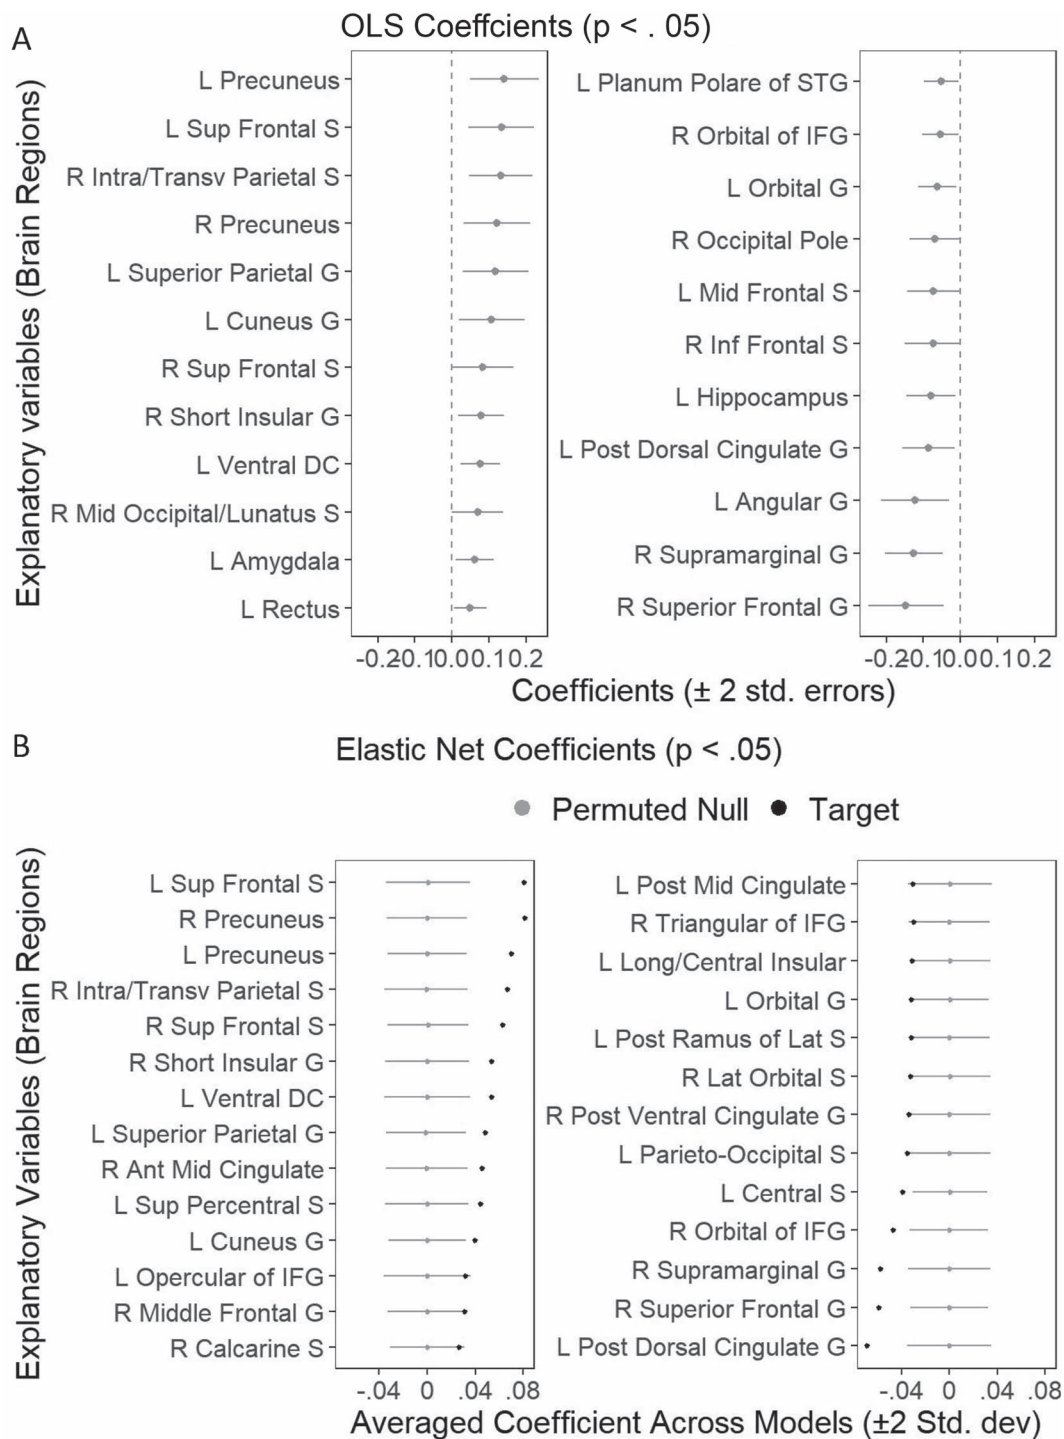 A
OLS Coeffcients (p < . 05)
Explanatory variables (Brain Regions)
L Precuneus
L Sup Frontal S
R Intra/Transv Parietal S
R Precuneus
L Superior Parietal G
L Cuneus G
R Sup Frontal S
R Short Insular G
L Ventral DC
R Mid Occipital/Lunatus S
L Amygdala
L Rectus
-0.2-0.10.00.10.2
L Planum Polare of STG
R Orbital of IFG
L Orbital G
R Occipital Pole
L Mid Frontal S
R Inf Frontal S
L Hippocampus
L Post Dorsal Cingulate G
L Angular G
R Supramarginal G
R Superior Frontal G
-0.2-0.10.00.10.2
Coefficients (± 2 std. errors)
B
Elastic Net Coefficients (p < .05)
Permuted Null Target
Explanatory Variables (Brain Regions)
L Sup Frontal S
R Precuneus
L Precuneus
R Intra/Transv Parietal S
R Sup Frontal S
R Short Insular G
L Ventral DC
L Superior Parietal G
R Ant Mid Cingulate
L Sup Percentral S
L Cuneus G
L Opercular of IFG
R Middle Frontal G
R Calcarine S
-.04 0 .04 .08
L Post Mid Cingulate
R Triangular of IFG
L Long/Central Insular
L Orbital G
L Post Ramus of Lat S
R Lat Orbital S
R Post Ventral Cingulate G
L Parieto-Occipital S
L Central S
R Orbital of IFG
R Supramarginal G
R Superior Frontal G
L Post Dorsal Cingulate G
-.04 0 .04 .08
Averaged Coefficient Across Models (±2 Std. dev)